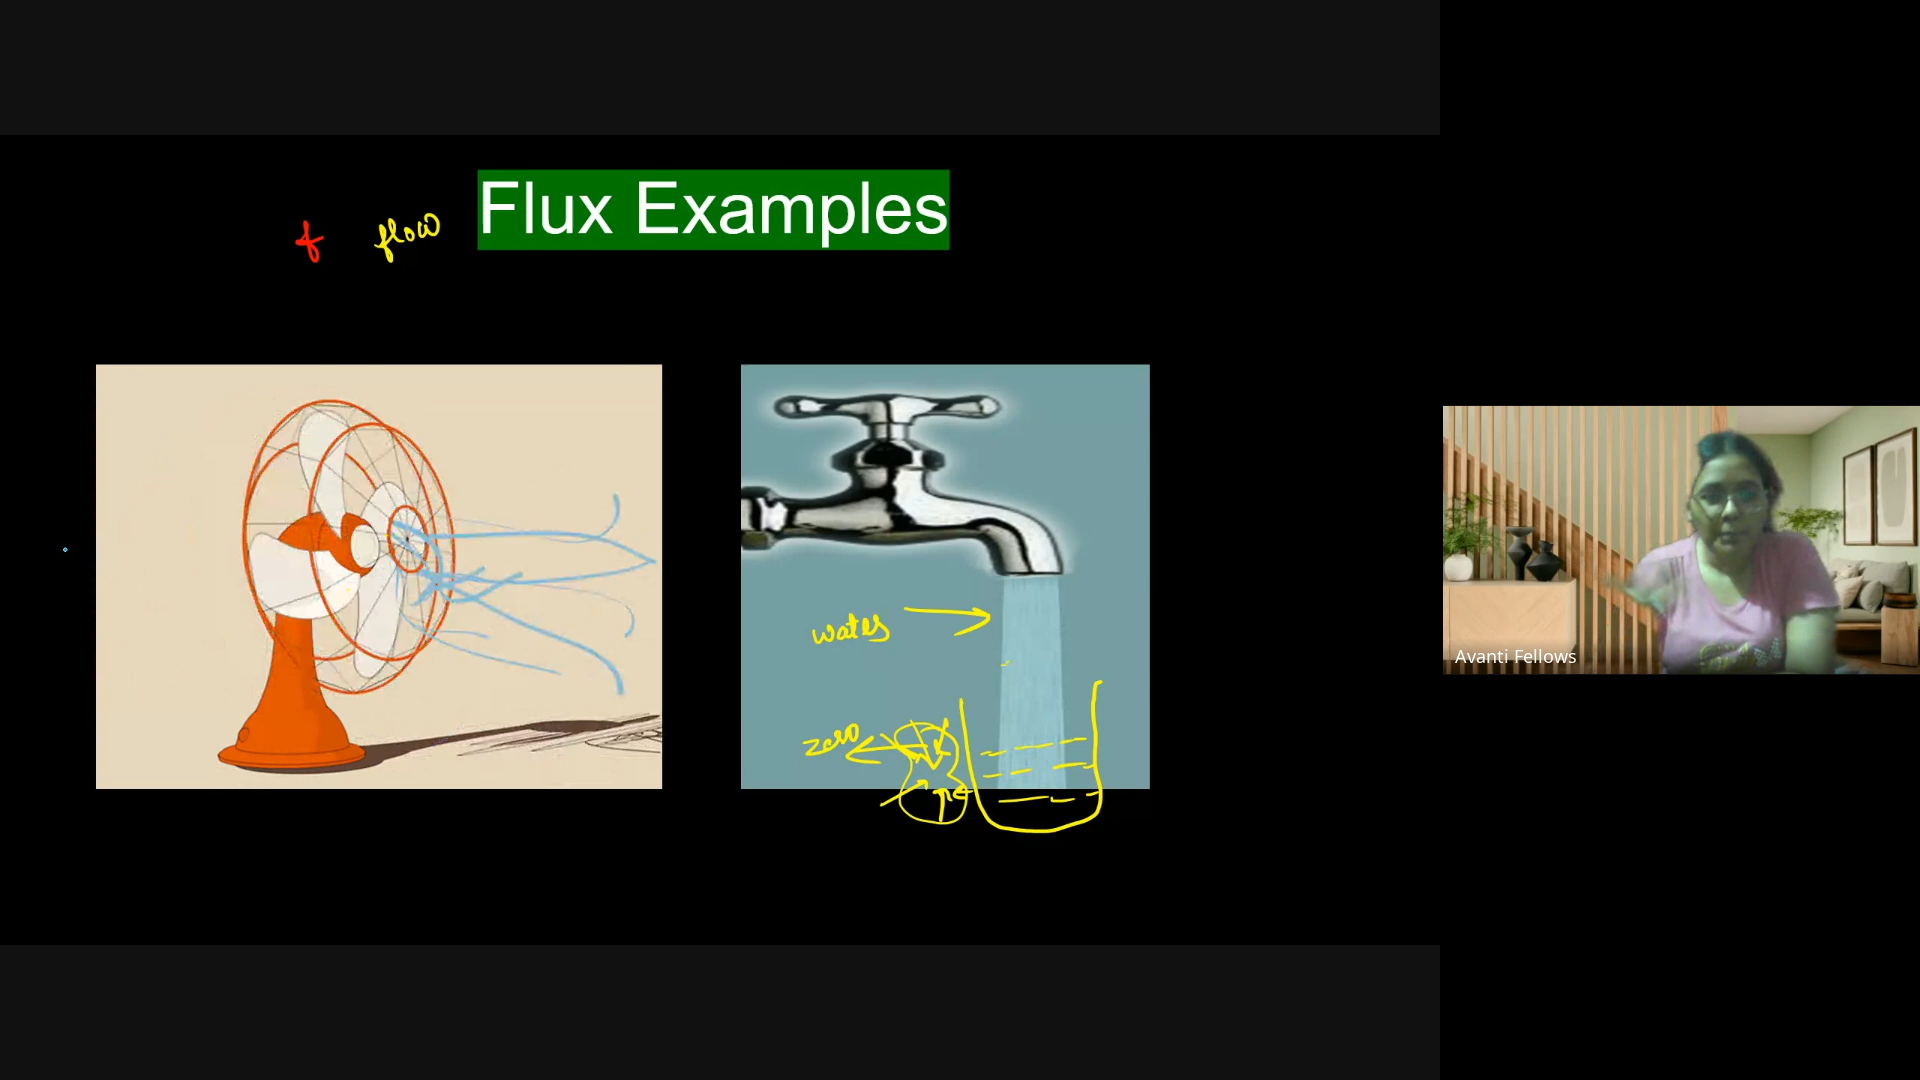 Flux Examples
f flow
water
zero
Avanti Fellows